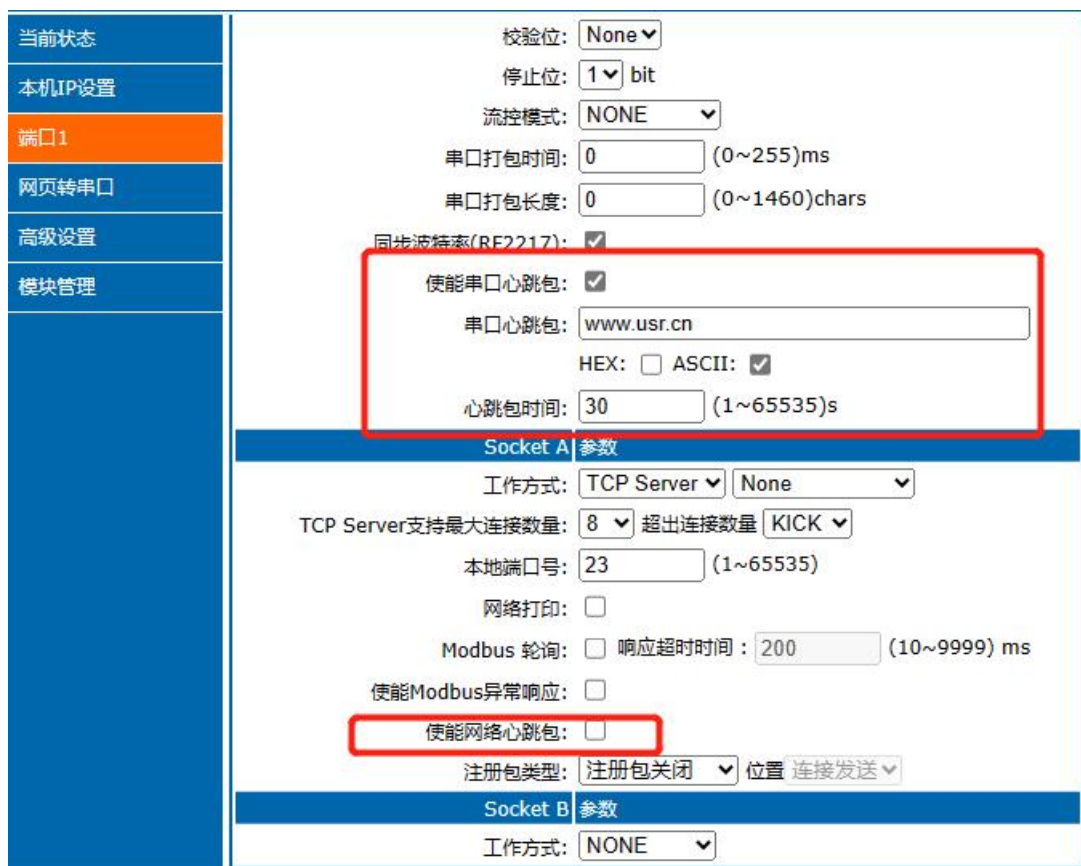 当前状态
本机IP设置
端口1
网页转串口
高级设置
模块管理
校验位: None
停止位: 1 bit
流控模式: NONE
串口打包时间: 0 (0~255)ms
串口打包长度: 0 (0~1460)chars
同步波特率(RF2217):
使能串口心跳包:
串口心跳包: www.usr.cn
HEX: ASCII:
心跳包时间: 30 (1~65535)s
Socket A 参数
工作方式: TCP Server None
TCP Server支持最大连接数量: 8 超出连接数量 KICK
本地端口号: 23 (1~65535)
网络打印:
Modbus 轮询: 响应超时时间 : 200 (10~9999) ms
使能Modbus异常响应:
使能网络心跳包:
注册包类型: 注册包关闭 位置 连接发送
Socket B 参数
工作方式: NONE